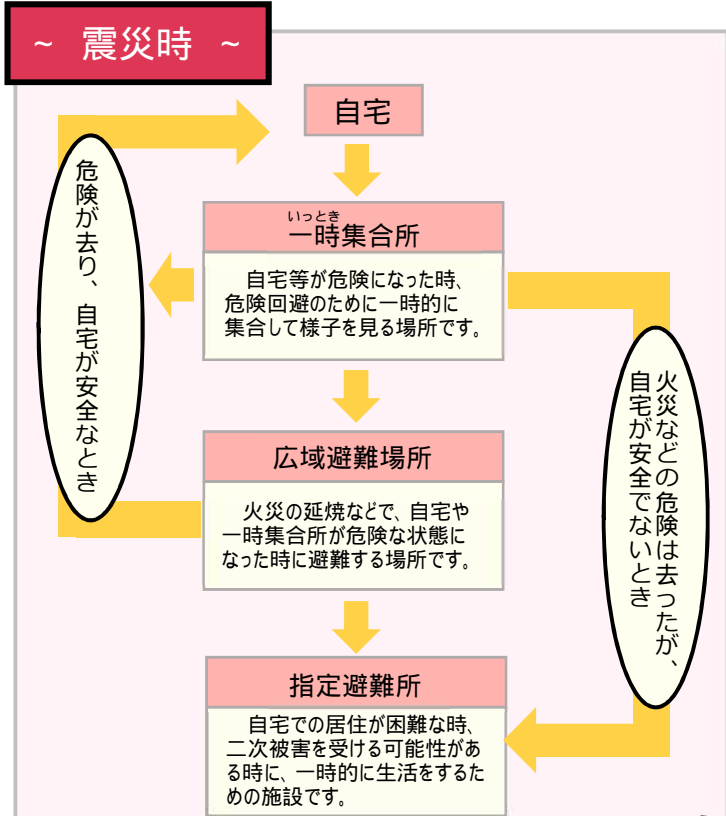 ~ 震災時 ~
自宅
いっとき
一時集合所
自宅等が危険になった時、
危険回避のために一時的に
集合して様子を見る場所です。
危険が去り、自宅が安全なとき
火災などの危険は去ったが、
自宅が安全でないとき
広域避難場所
火災の延焼などで、自宅や
一時集合所が危険な状態に
なった時に避難する場所です。
指定避難所
自宅での居住が困難な時、
二次被害を受ける可能性があ
る時に、一時的に生活をするた
めの施設です。